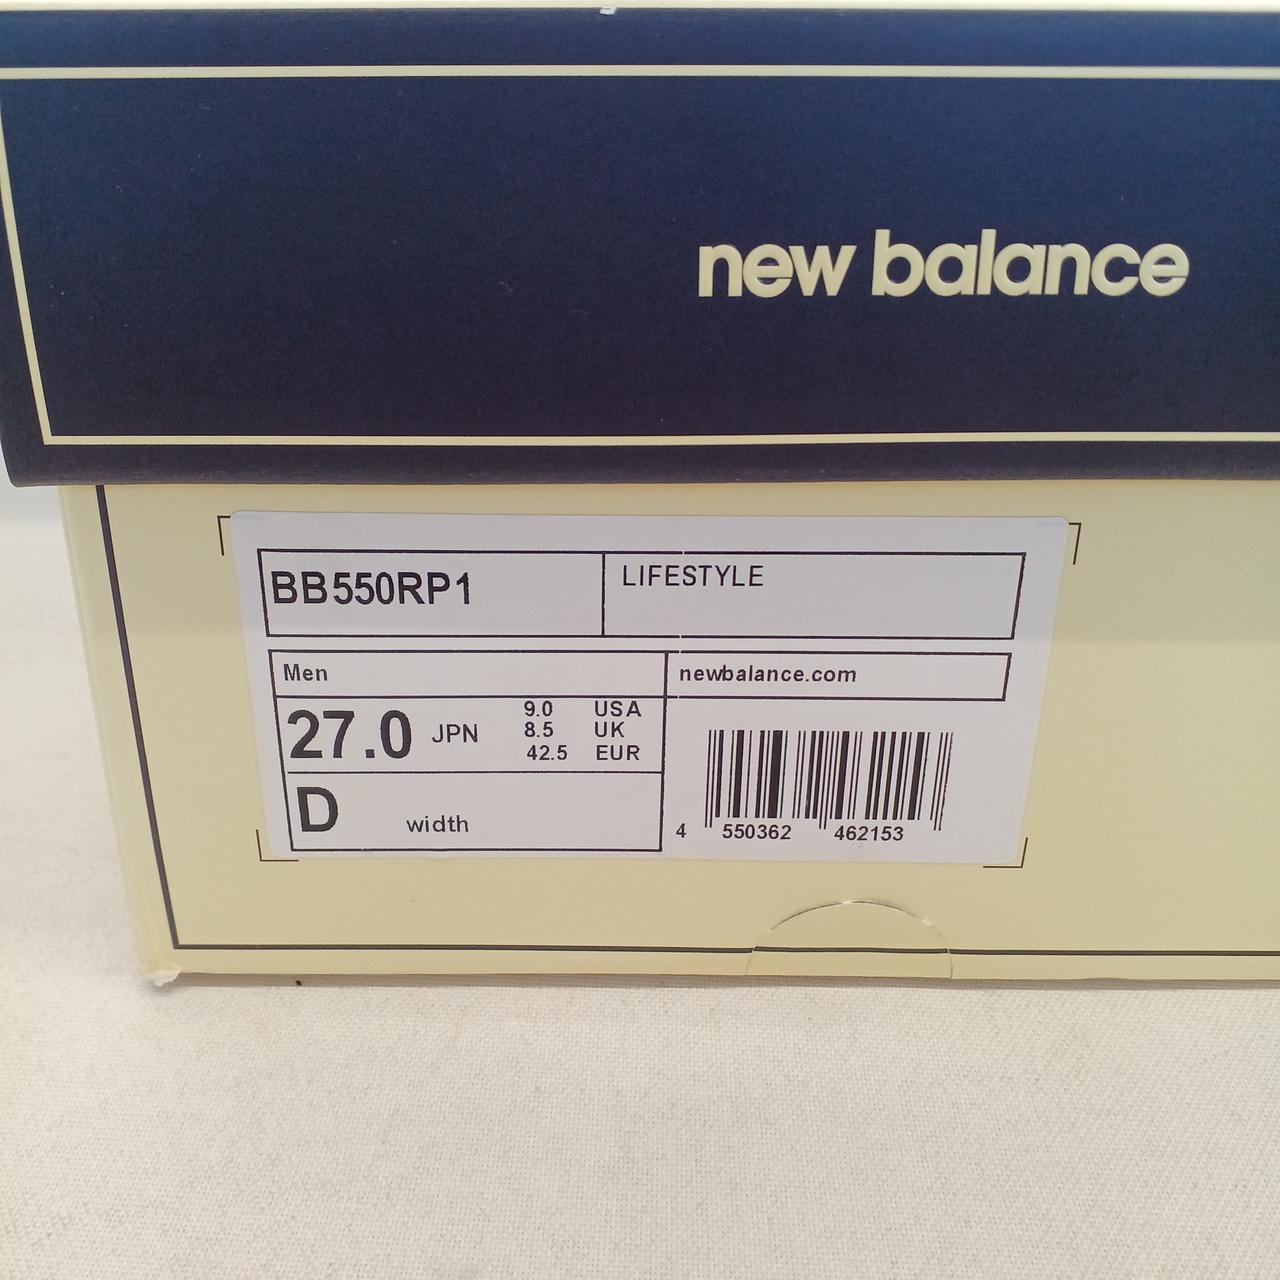 new balance
BB550RP1
LIFESTYLE
Men
newbalance.com
27.0 JPN
9.0 USA
8.5 UK
42.5 EUR
D width
4 550362 462153